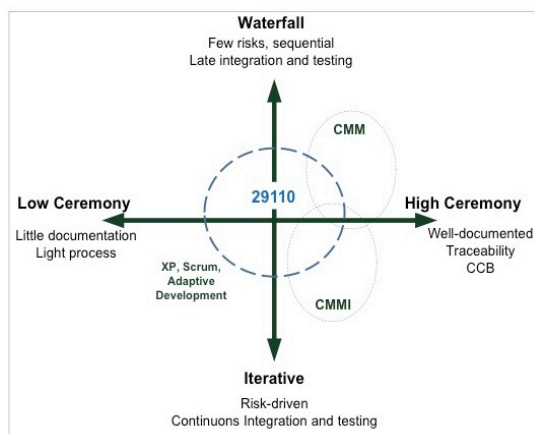 Waterfall
Few risks, sequential
Late integration and testing
CMM
29110
Low Ceremony
High Ceremony
Little documentation
Light process
Well-documented
Traceability
CCB
XP, Scrum,
Adaptive
Development
CMMI
Iterative
Risk-driven
Continuons Integration and testing